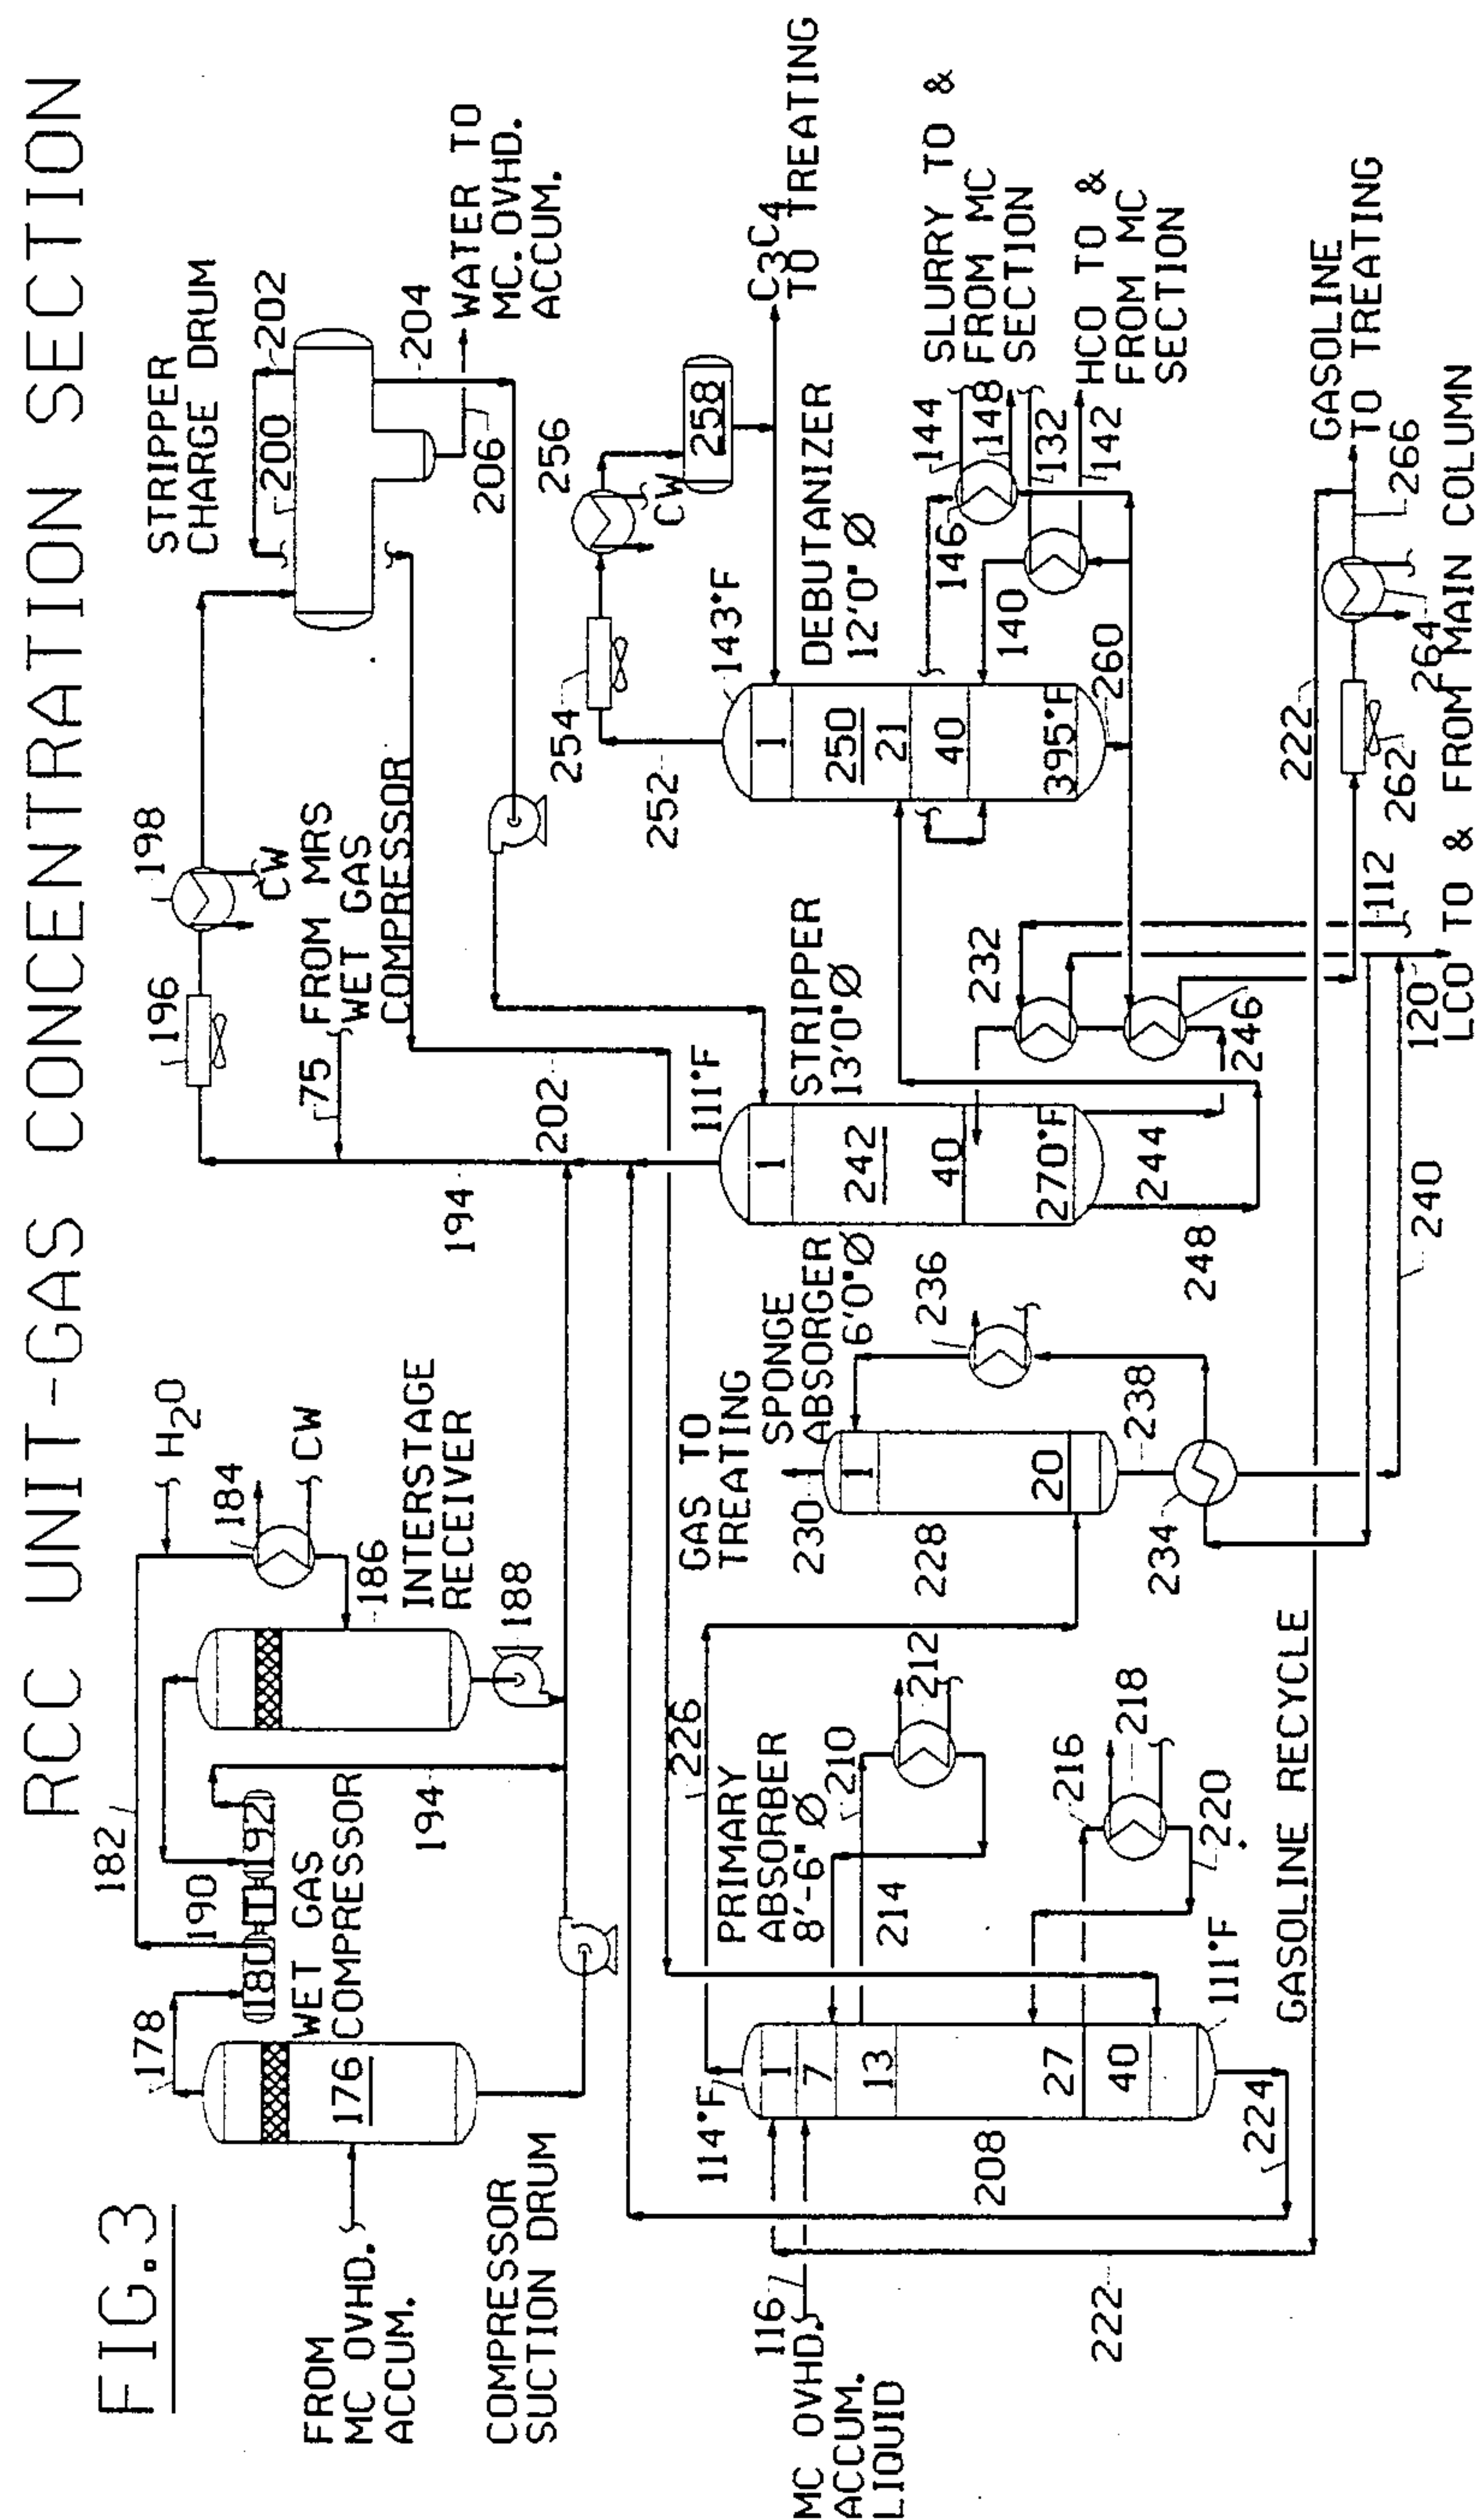 RCC UNIT-GAS CONCENTRATION SECTION
FIG.3
FROM
MC OVHD.
ACCUM.
COMPRESSOR
SUCTION DRUM
176
178
180
WET GAS
COMPRESSOR
182
190
192
194
H2O
184
CW
186
INTERSTAGE
RECEIVER
188
194
196
198
CW
75
FROM MRS
WET GAS
COMPRESSOR
202
STRIPPER
CHARGE DRUM
200
202
204
206
WATER TO
MC.OVHD.
ACCUM.
116
MC OVHD.
ACCUM.
LIQUID
222
114°F
208
1
7
13
27
40
224
111°F
PRIMARY
ABSORBER
8'-6" Ø
210
212
214
216
218
220
226
GASOLINE RECYCLE
GAS TO
TREATING
230
228
SPONGE
ABSORGER
6'0"Ø
1
20
236
238
234
240
111°F
STRIPPER
13'0"Ø
1
242
40
270°F
244
248
232
246
120
112
LCO TO & FROM MAIN COLUMN
252
254
256
CW
258
C3C4
TO TREATING
143°F
DEBUTANIZER
12'0"Ø
1
250
21
40
395°F
260
140
146
144
148
132
142
SLURRY TO &
FROM MC
SECTION
HCO TO &
FROM MC
SECTION
222
262
264
266
GASOLINE
TO TREATING